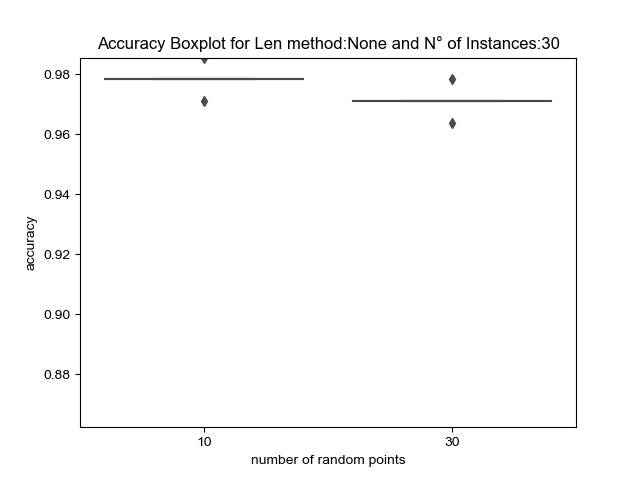 Accuracy Boxplot for Len method:None and N° of Instances:30
0.98
0.96
0.94
0.92
0.90
0.88
accuracy
10 30
number of random points